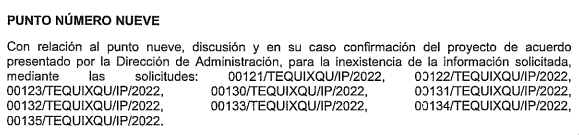 PUNTO NÚMERO NUEVE
Con relación al punto nueve, discusión y en su caso confirmación del proyecto de acuerdo
presentado por la Dirección de Administración, para la inexistencia de la información solicitada,
mediante las solicitudes: 00121/TEQUIXQU/IP/2022, 00122/TEQUIXQU/IP/2022,
00123/TEQUIXQU/IP/2022, 00130/TEQUIXQU/IP/2022, 00131/TEQUIXQU/IP/2022,
00132/TEQUIXQU/IP/2022, 00133/TEQUIXQU/IP/2022, 00134/TEQUIXQU/IP/2022,
00135/TEQUIXQU/IP/2022.